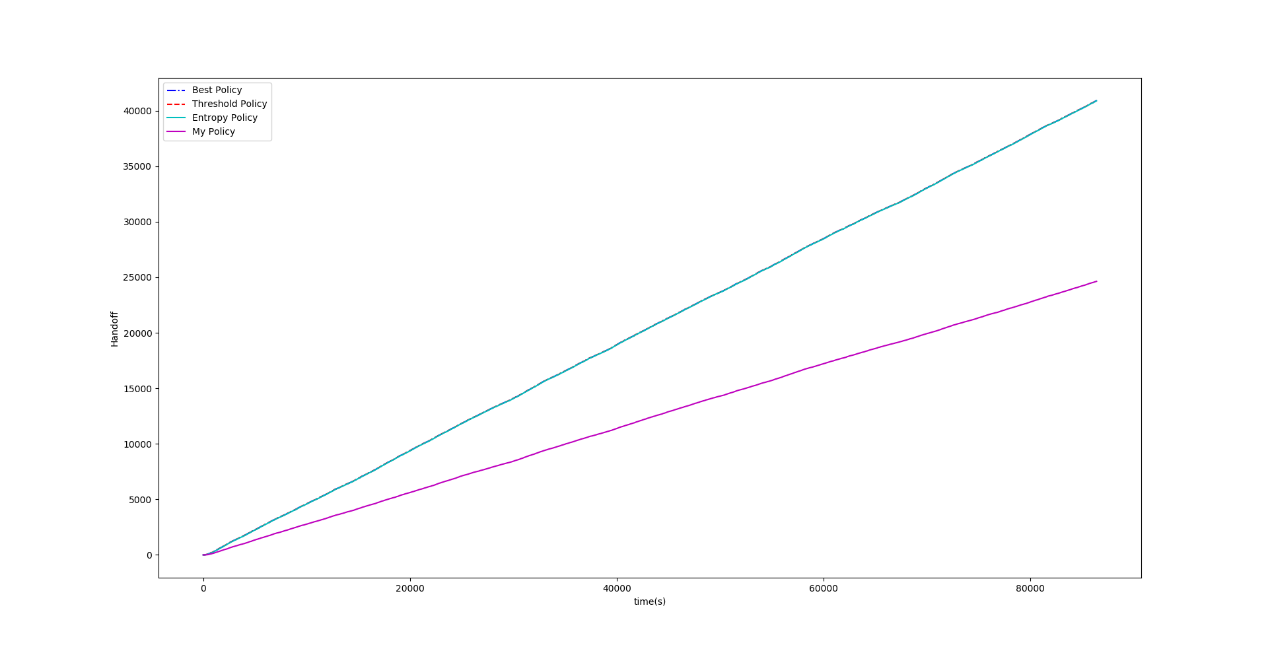 Best Policy
Threshold Policy
Entropy Policy
My Policy
40000
35000
30000
25000
20000
15000
10000
5000
0
Handoff
0 20000 40000 60000 80000
time(s)